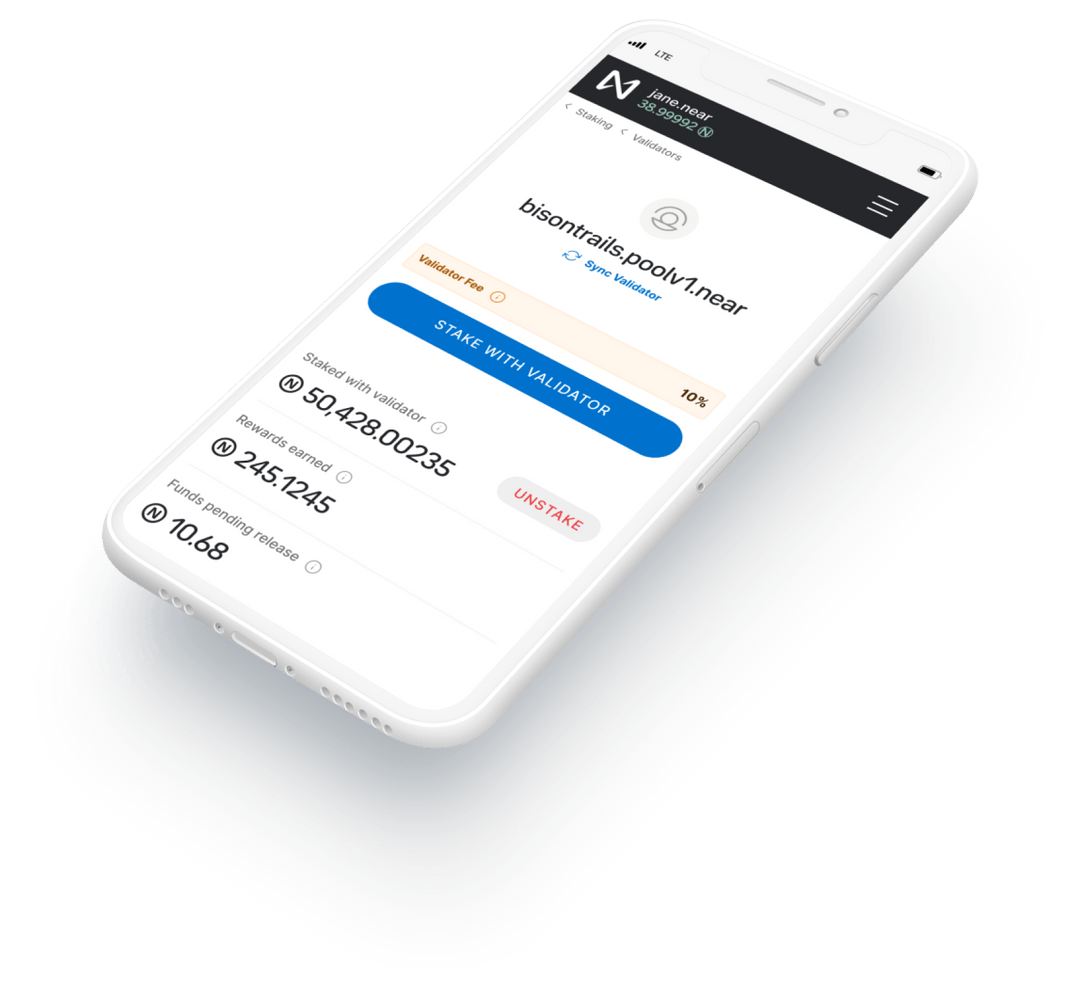 LTE
jane.near
38.99992
Staking
Validators
bisontrails.poolv1.near
Sync Validator
Validator Fee
10%
STAKE WITH VALIDATOR
Staked with validator
50,428.00235
UNSTAKE
Rewards earned
245.1245
Funds pending release
10.68